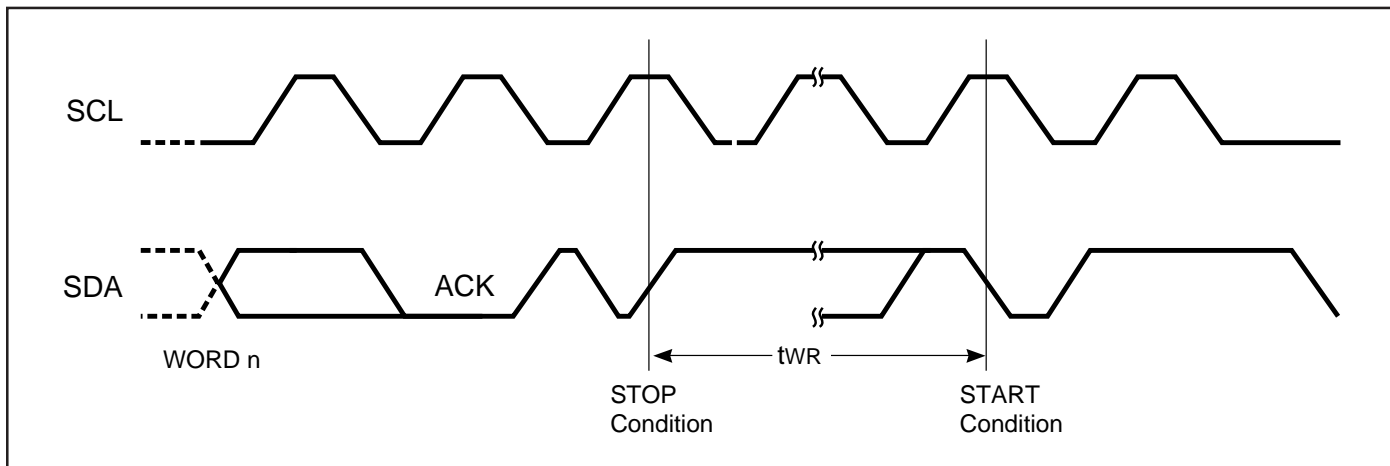 SCL
SDA
ACK
WORD n
tWR
STOP
Condition
START
Condition